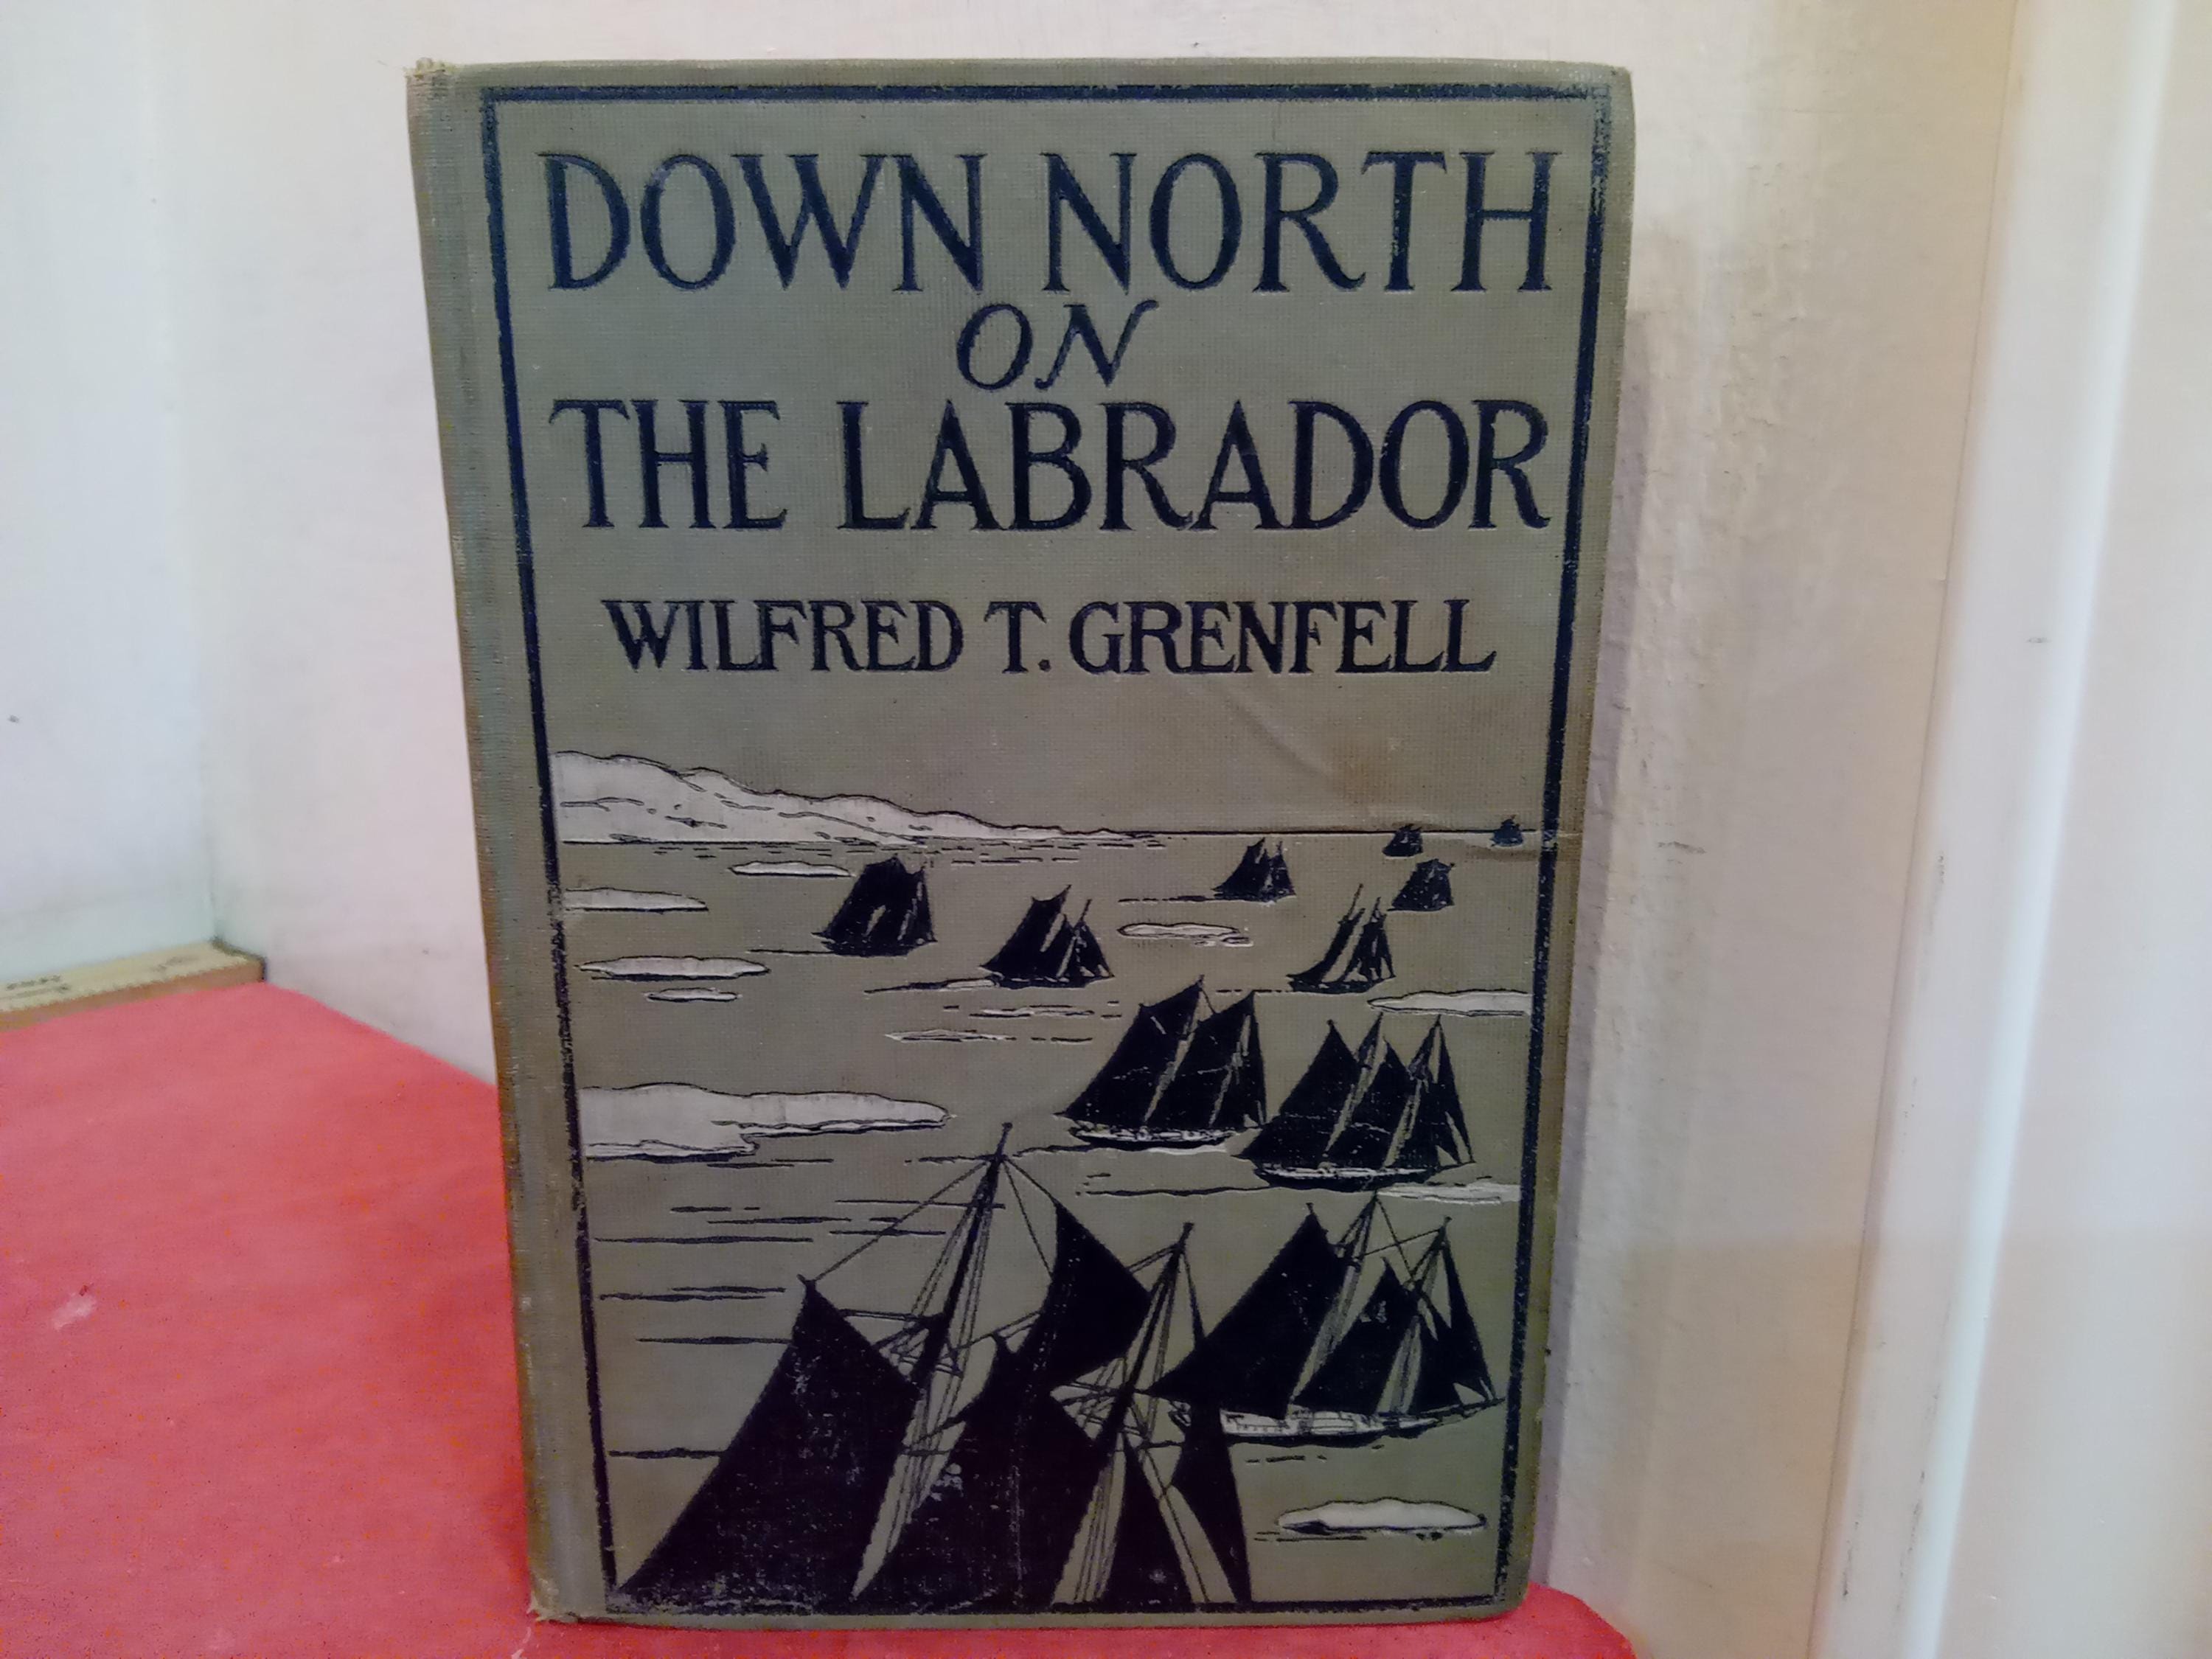 DOWN NORTH
ON
THE LABRADOR
WILFRED T. GRENFELL